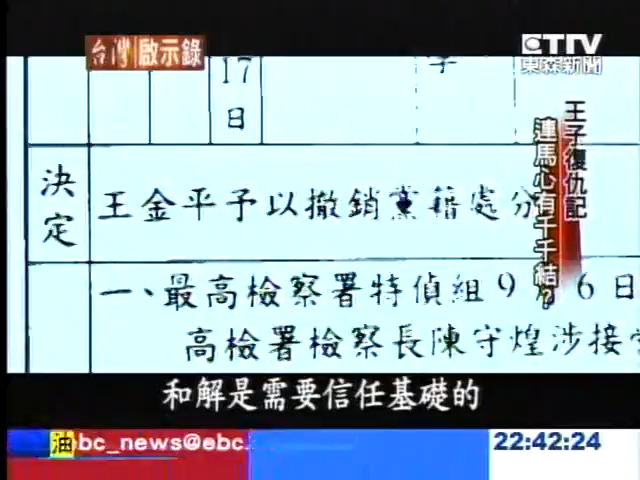 台灣啟示錄
ETTV
東森新聞
17
日
王子復仇記
連馬心有千千結？
決定
王金平予以撤銷黨籍處分
一、最高檢察署特偵組9月6日
高檢署檢察長陳守煌涉接
和解是需要信任基礎的
油
bc_news@ebc.
22:42:24